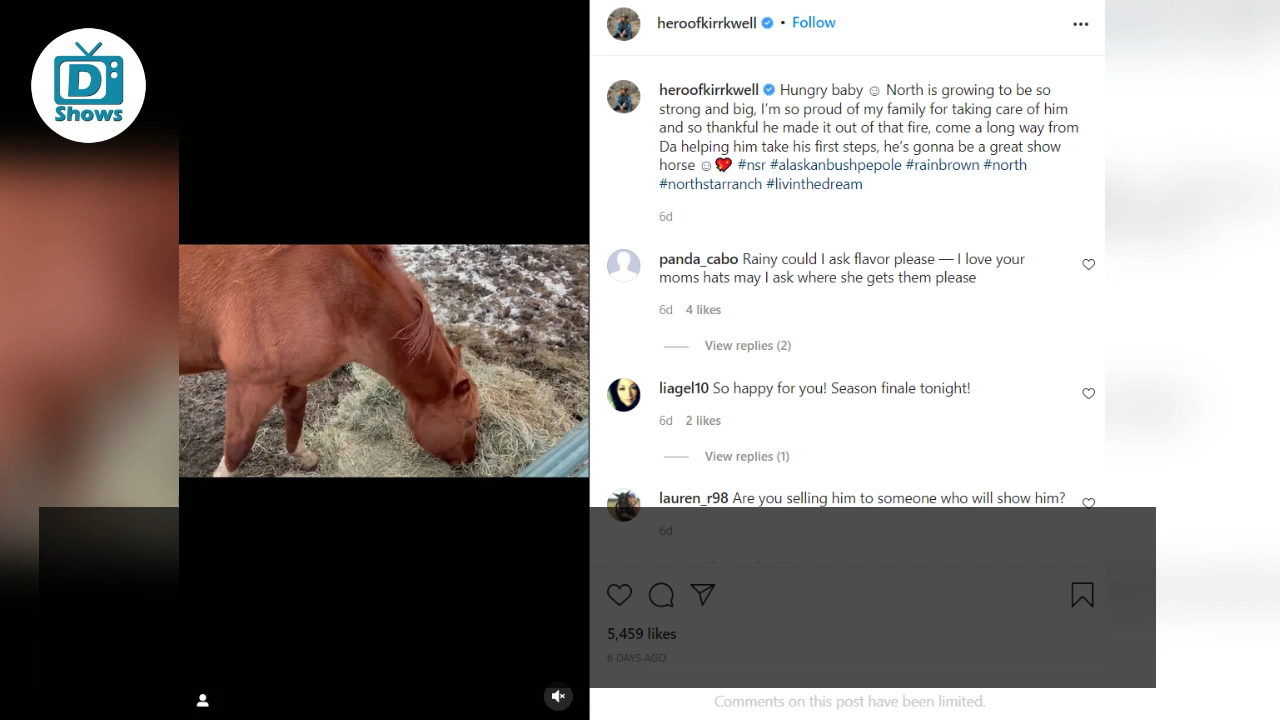 D
Shows
heroofkirrkwell • Follow
heroofkirrkwell Hungry baby ☺ North is growing to be so
strong and big, I'm so proud of my family for taking care of him
and so thankful he made it out of that fire, come a long way from
Da helping him take his first steps, he's gonna be a great show
horse ☺💘 #nsr #alaskanbushpepole #rainbrown #north
#northstarranch #livinthedream
6d
panda_cabo Rainy could I ask flavor please — I love your
moms hats may I ask where she gets them please
6d 4 likes
View replies (2)
liagel10 So happy for you! Season finale tonight!
6d 2 likes
View replies (1)
lauren_r98 Are you selling him to someone who will show him?
6d
5,459 likes
6 DAYS AGO
Comments on this post have been limited.